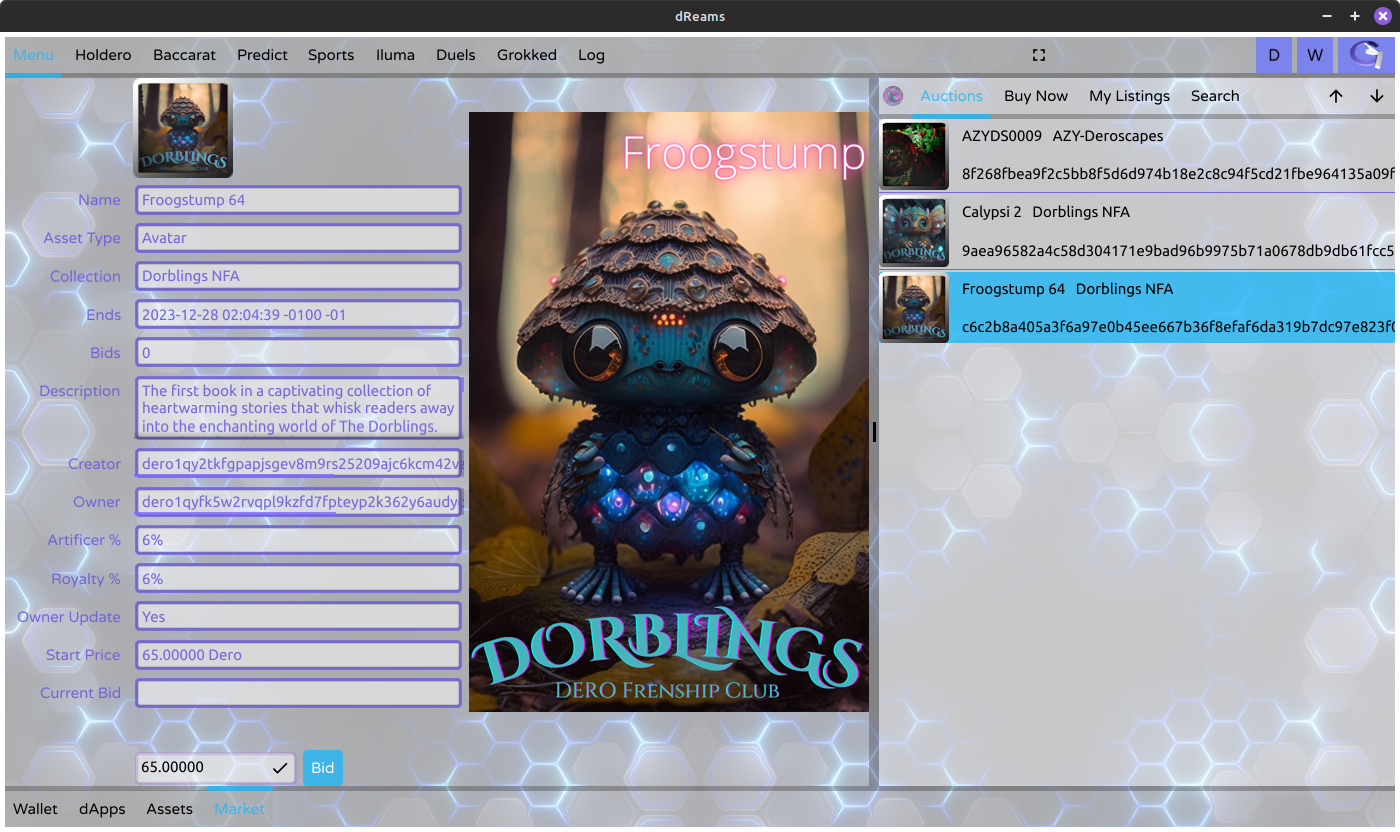 dReams
Menu Holdero Baccarat Predict Sports Iluma Duels Grokked Log D W
Name Froogstump 64
Asset Type Avatar
Collection Dorblings NFA
Ends 2023-12-28 02:04:39 -0100 -01
Bids 0
Description The first book in a captivating collection of
heartwarming stories that whisk readers away
into the enchanting world of The Dorblings.
Creator dero1qy2tkfgpapjsgev8m9rs25209ajc6kcm42v
Owner dero1qyfk5w2rvqpl9kzfd7fpteyp2k362y6audy
Artificer % 6%
Royalty % 6%
Owner Update Yes
Start Price 65.00000 Dero
Current Bid
65.00000 Bid
DORBLINGS
Froogstump
DORBLINGS
DERO FRENSHIP CLUB
Auctions Buy Now My Listings Search
AZYDS0009 AZY-Deroscapes
8f268fbea9f2c5bb8f5d6d974b18e2c8c94f5cd21fbe964135a09f
Calypsi 2 Dorblings NFA
9aea96582a4c58d304171e9bad96b9975b71a0678db9db61fcc5
DORBLINGS
Froogstump 64 Dorblings NFA
c6c2b8a405a3f6a97e0b45ee667b36f8efaf6da319b7dc97e823f0
DORBLINGS
Wallet dApps Assets Market